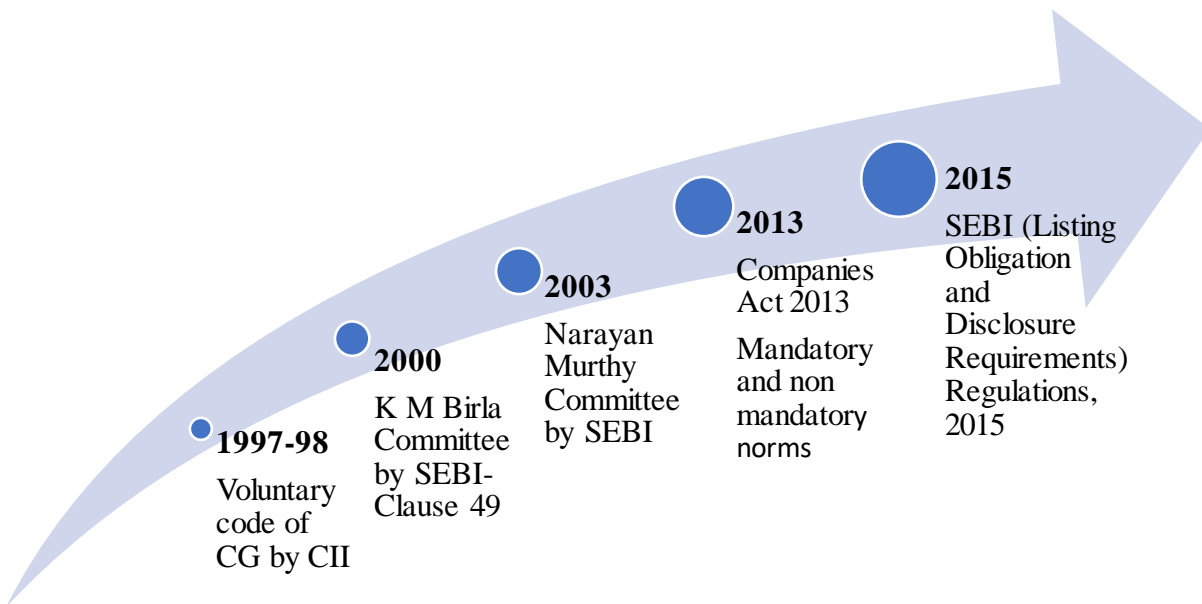 1997-98
Voluntary
code of
CG by CII
2000
K M Birla
Committee
by SEBI-
Clause 49
2003
Narayan
Murthy
Committee
by SEBI
2013
Companies
Act 2013
Mandatory
and non
mandatory
norms
2015
SEBI (Listing
Obligation
and
Disclosure
Requirements)
Regulations,
2015